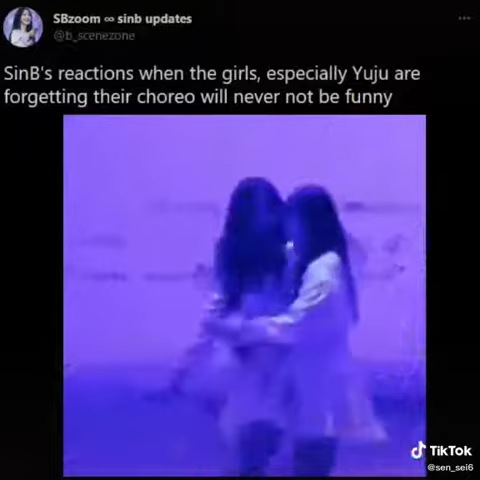 SBzoom ∞ sinb updates
@b_scenezone
SinB's reactions when the girls, especially Yuju are
forgetting their choreo will never not be funny
TikTok
@sen_sei6